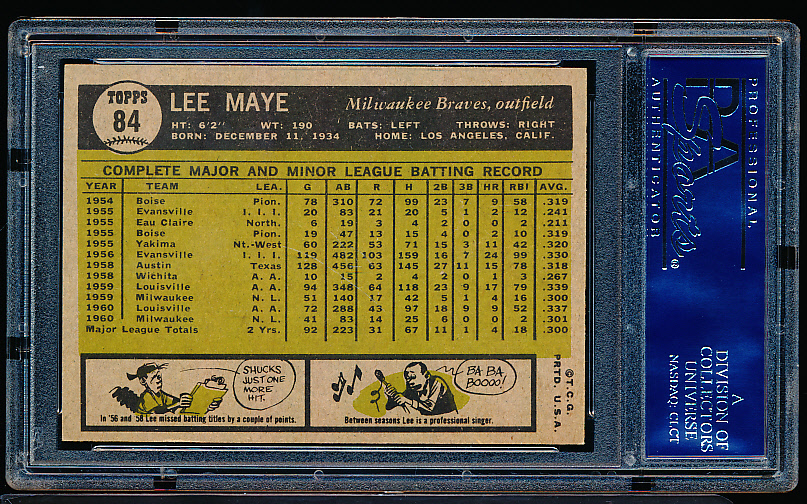 TOPPS
84
LEE MAYE Milwaukee Braves, outfield
HT: 6'2" WT: 190 BATS: LEFT THROWS: RIGHT
BORN: DECEMBER 11, 1934 HOME: LOS ANGELES, CALIF.
COMPLETE MAJOR AND MINOR LEAGUE BATTING RECORD
YEAR TEAM LEA. G AB R H 2B 3B HR RBI AVG.
1954 Boise Pion. 78 310 72 99 23 7 9 58 .319
1955 Evansville I. I. I. 20 83 21 20 5 1 2 12 .241
1955 Eau Claire North. 6 19 3 4 2 0 0 2 .211
1955 Boise Pion. 19 47 13 15 4 0 2 10 .319
1955 Yakima Nt.-West 60 222 53 71 15 3 11 42 .320
1956 Evansville I. I. I. 119 482 103 159 16 7 24 99 .330
1958 Austin Texas 128 456 63 145 27 11 15 78 .318
1958 Wichita A. A. 10 15 5 4 2 0 1 3 .267
1959 Louisville A. A. 94 348 64 118 23 9 17 79 .339
1959 Milwaukee N. L. 51 140 17 42 5 1 4 16 .300
1960 Louisville A. A. 72 288 43 97 18 9 9 52 .337
1960 Milwaukee N. L. 41 83 14 25 6 0 0 2 .301
Major League Totals 2 Yrs. 92 223 31 67 11 1 4 18 .300
SHUCKS
JUST ONE
MORE
HIT.
In '56 and '58 Lee missed batting titles by a couple of points.
BA BA
BOOOO!
Between seasons Lee is a professional singer.
©T.C.G.
PRTD. U.S.A.
PROFESSIONAL
PSA
Sports
®
AUTHENTICATOR
A
DIVISION OF
COLLECTORS
UNIVERSE
NASDAQ: CLCT